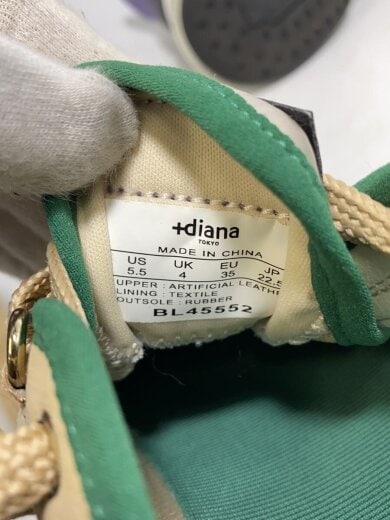 +diana
TOKYO
MADE IN CHINA
US UK EU JP
5.5 4 35 22.5
UPPER : ARTIFICIAL LEATHE
LINING : TEXTILE
OUTSOLE : RUBBER
BL45552